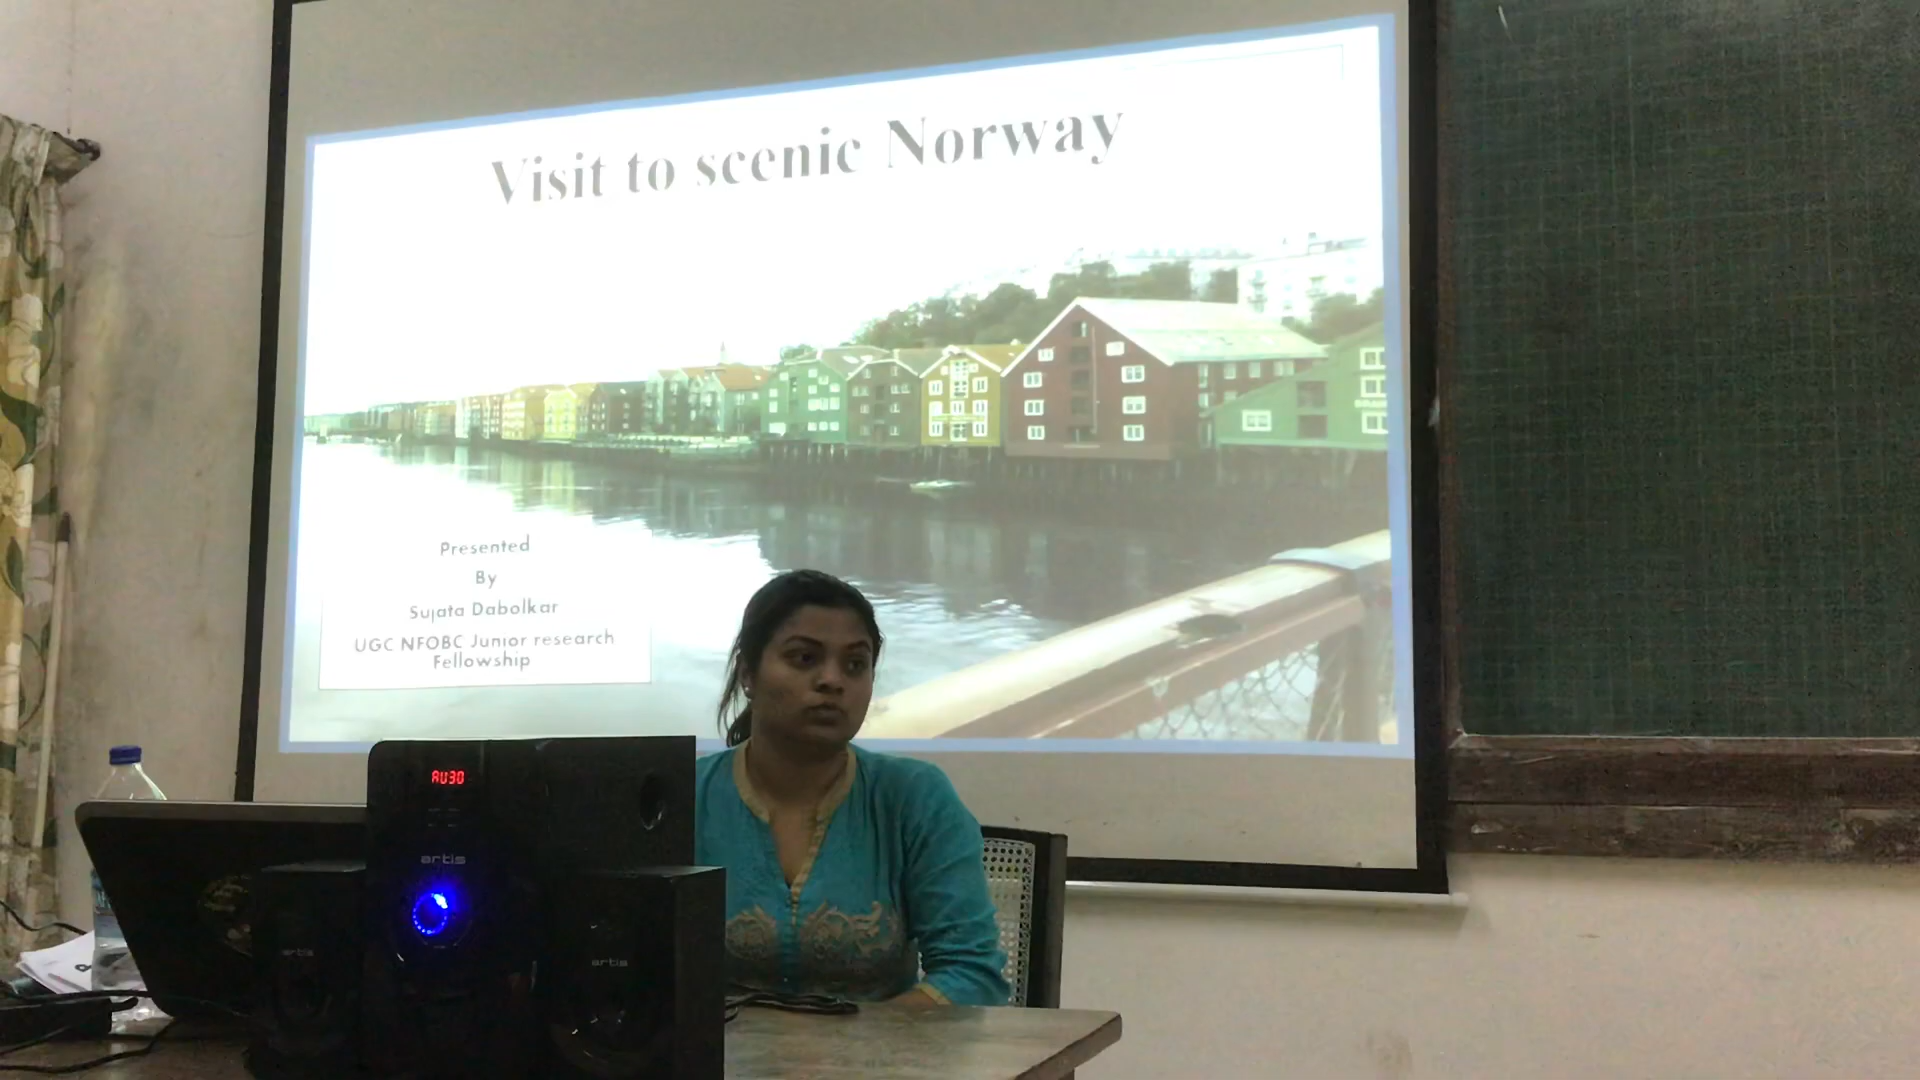 Visit to scenic Norway
Presented
By
Sujata Dabolkar
UGC NFOBC Junior research
Fellowship
AU30
artis
artis
artis